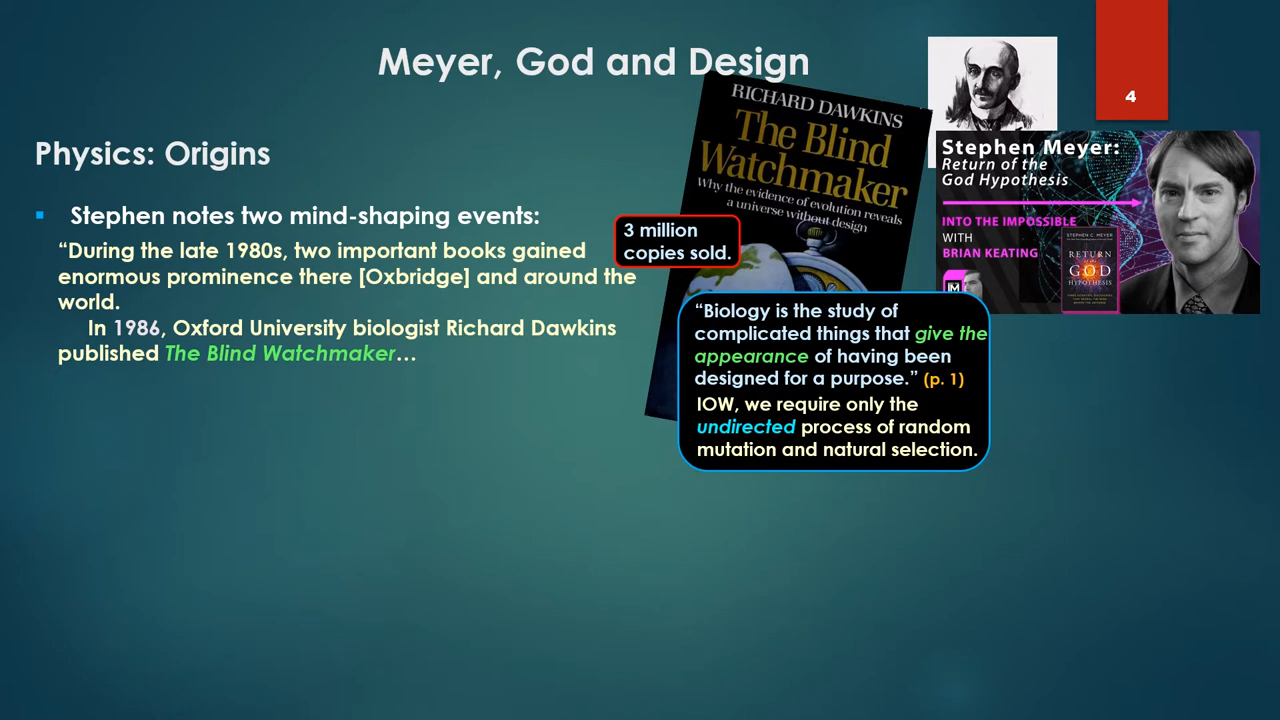 Meyer, God and Design
4
Physics: Origins
Stephen notes two mind-shaping events:
“During the late 1980s, two important books gained
enormous prominence there [Oxbridge] and around the
world.
In 1986, Oxford University biologist Richard Dawkins
published The Blind Watchmaker…
RICHARD DAWKINS
The Blind
Watchmaker
Why the evidence of evolution reveals
a universe without design
3 million
copies sold.
“Biology is the study of
complicated things that give the
appearance of having been
designed for a purpose.” (p. 1)
IOW, we require only the
undirected process of random
mutation and natural selection.
Stephen Meyer:
Return of the
God Hypothesis
INTO THE IMPOSSIBLE
WITH
BRIAN KEATING
IM
STEPHEN C. MEYER
RETURN
OF THE
GOD
HYPOTHESIS